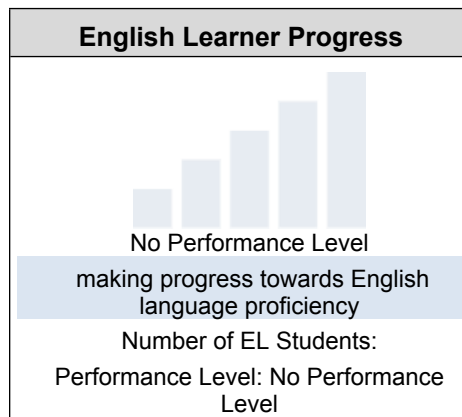 English Learner Progress
No Performance Level
making progress towards English
language proficiency
Number of EL Students:
Performance Level: No Performance
Level